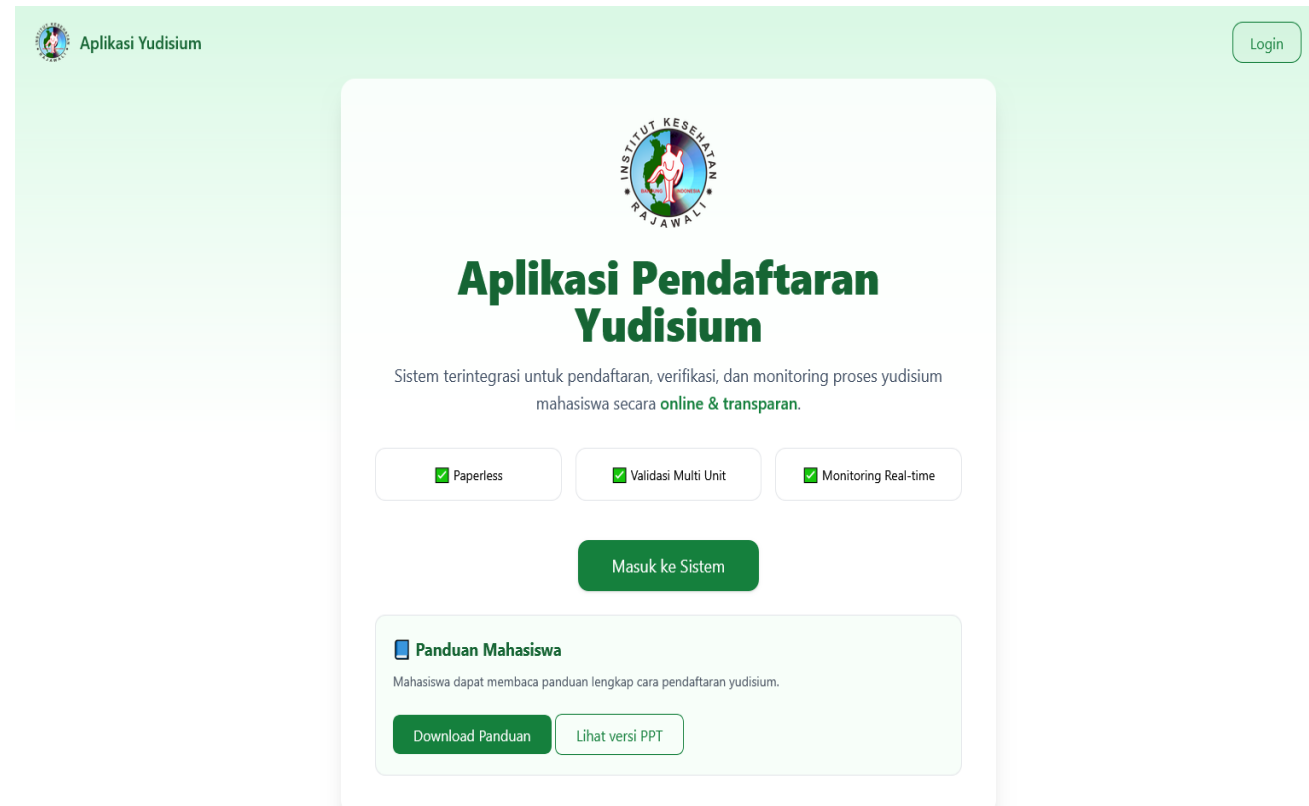 Aplikasi Yudisium
Login
INSTITUT KESEHATAN
BANDUNG INDONESIA
RAJAWALI
Aplikasi Pendaftaran
Yudisium
Sistem terintegrasi untuk pendaftaran, verifikasi, dan monitoring proses yudisium
mahasiswa secara online & transparan.
✅ Paperless
✅ Validasi Multi Unit
✅ Monitoring Real-time
Masuk ke Sistem
📘 Panduan Mahasiswa
Mahasiswa dapat membaca panduan lengkap cara pendaftaran yudisium.
Download Panduan
Lihat versi PPT